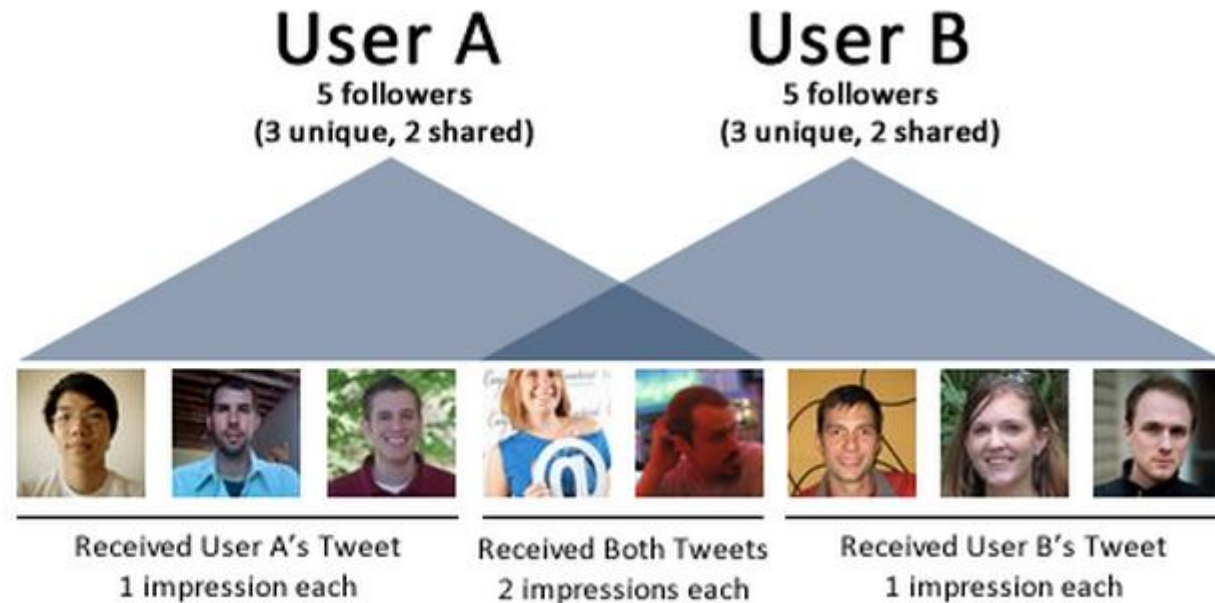 User A
5 followers
(3 unique, 2 shared)
User B
5 followers
(3 unique, 2 shared)
@
Received User A's Tweet
1 impression each
Received Both Tweets
2 impressions each
Received User B's Tweet
1 impression each